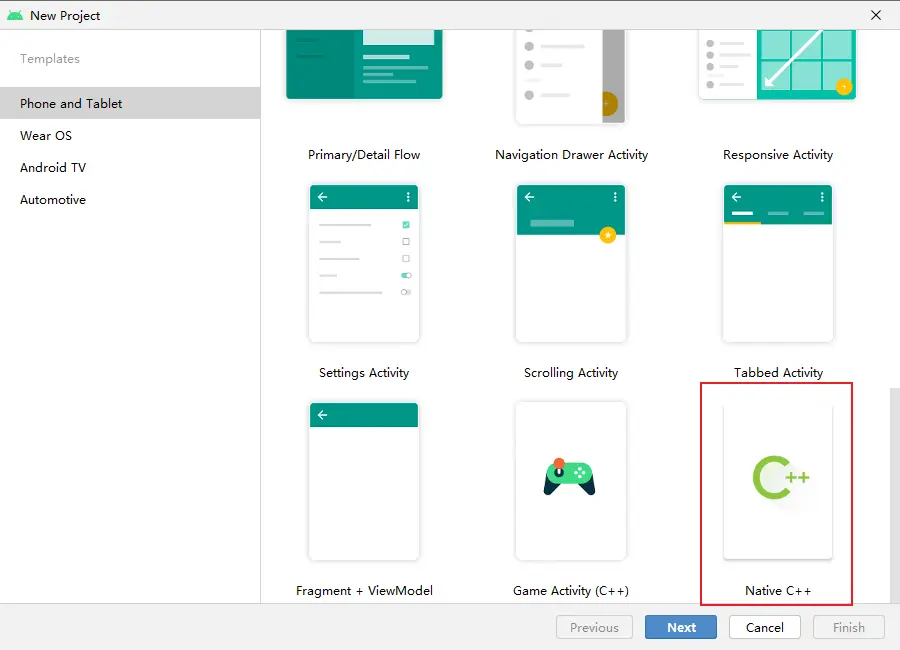 New Project
Templates
Phone and Tablet
Wear OS
Android TV
Automotive
Primary/Detail Flow
Navigation Drawer Activity
Responsive Activity
Settings Activity
Scrolling Activity
Tabbed Activity
C++
Fragment + ViewModel
Game Activity (C++)
Native C++
Previous
Next
Cancel
Finish